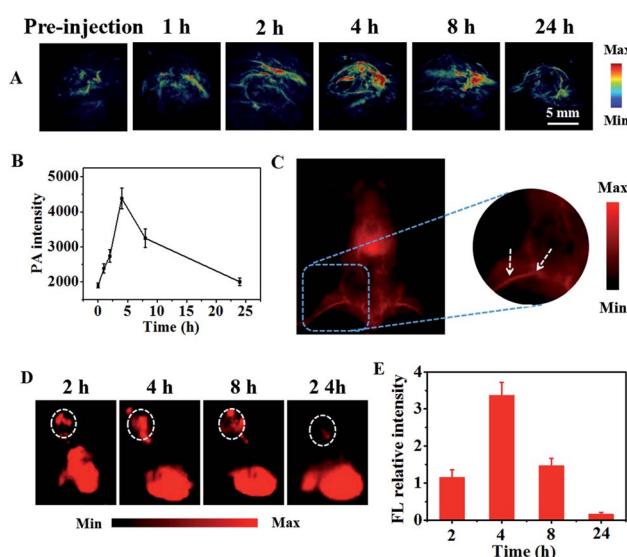 Pre-injection 1 h 2 h 4 h 8 h 24 h
A
Max
Min
5 mm
B
PA intensity
5000
4000
3000
2000
0 5 10 15 20 25
Time (h)
C
Max
Min
D
2 h 4 h 8 h 2 4h
Min Max
E
FL relative intensity
4
3
2
1
0
2 4 8 24
Time (h)